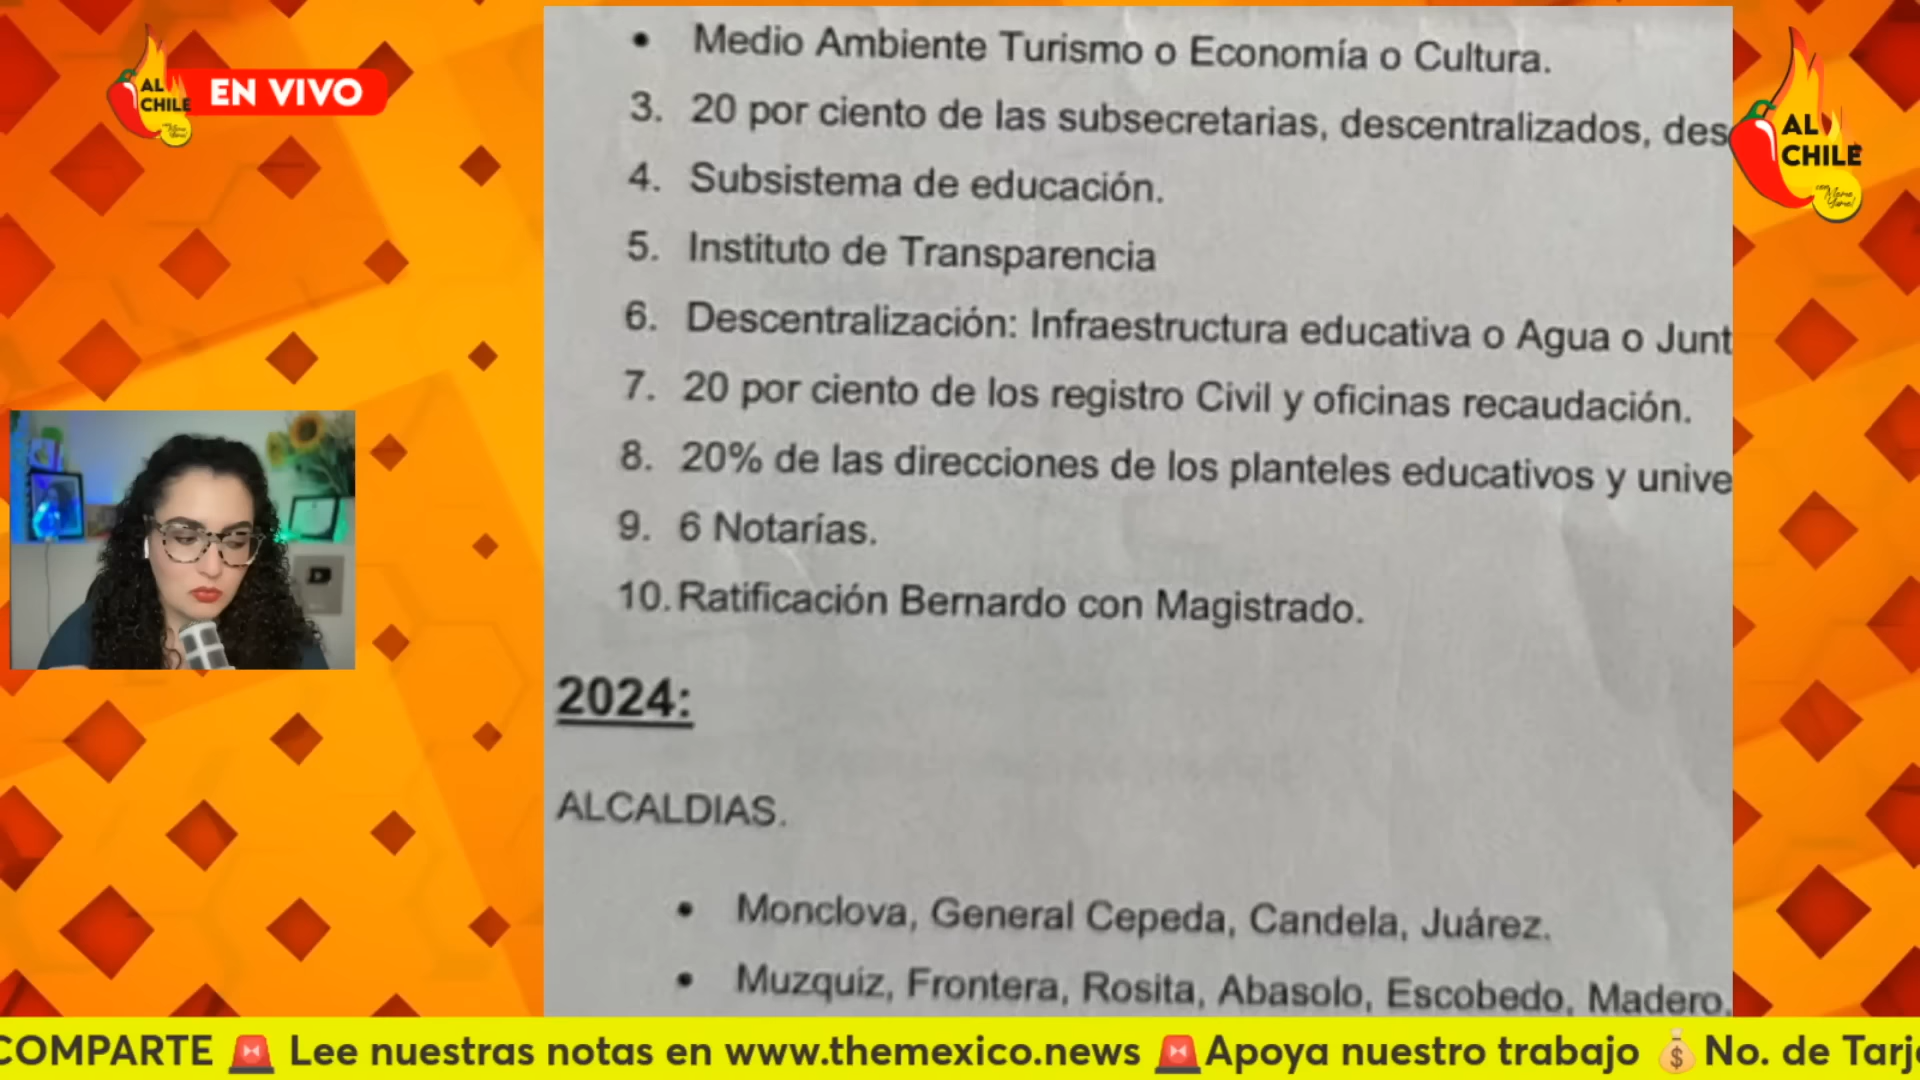 AL
CHILE
EN VIVO
• Medio Ambiente Turismo o Economía o Cultura.
3. 20 por ciento de las subsecretarias, descentralizados, des
4. Subsistema de educación.
5. Instituto de Transparencia
6. Descentralización: Infraestructura educativa o Agua o Junt
7. 20 por ciento de los registro Civil y oficinas recaudación.
8. 20% de las direcciones de los planteles educativos y unive
9. 6 Notarías.
10. Ratificación Bernardo con Magistrado.
2024:
ALCALDIAS.
• Monclova, General Cepeda, Candela, Juárez.
• Muzquiz, Frontera, Rosita, Abasolo, Escobedo, Madero.
AL
CHILE
COMPARTE 🚨 Lee nuestras notas en www.themexico.news 🚨Apoya nuestro trabajo 💰No. de Tarj